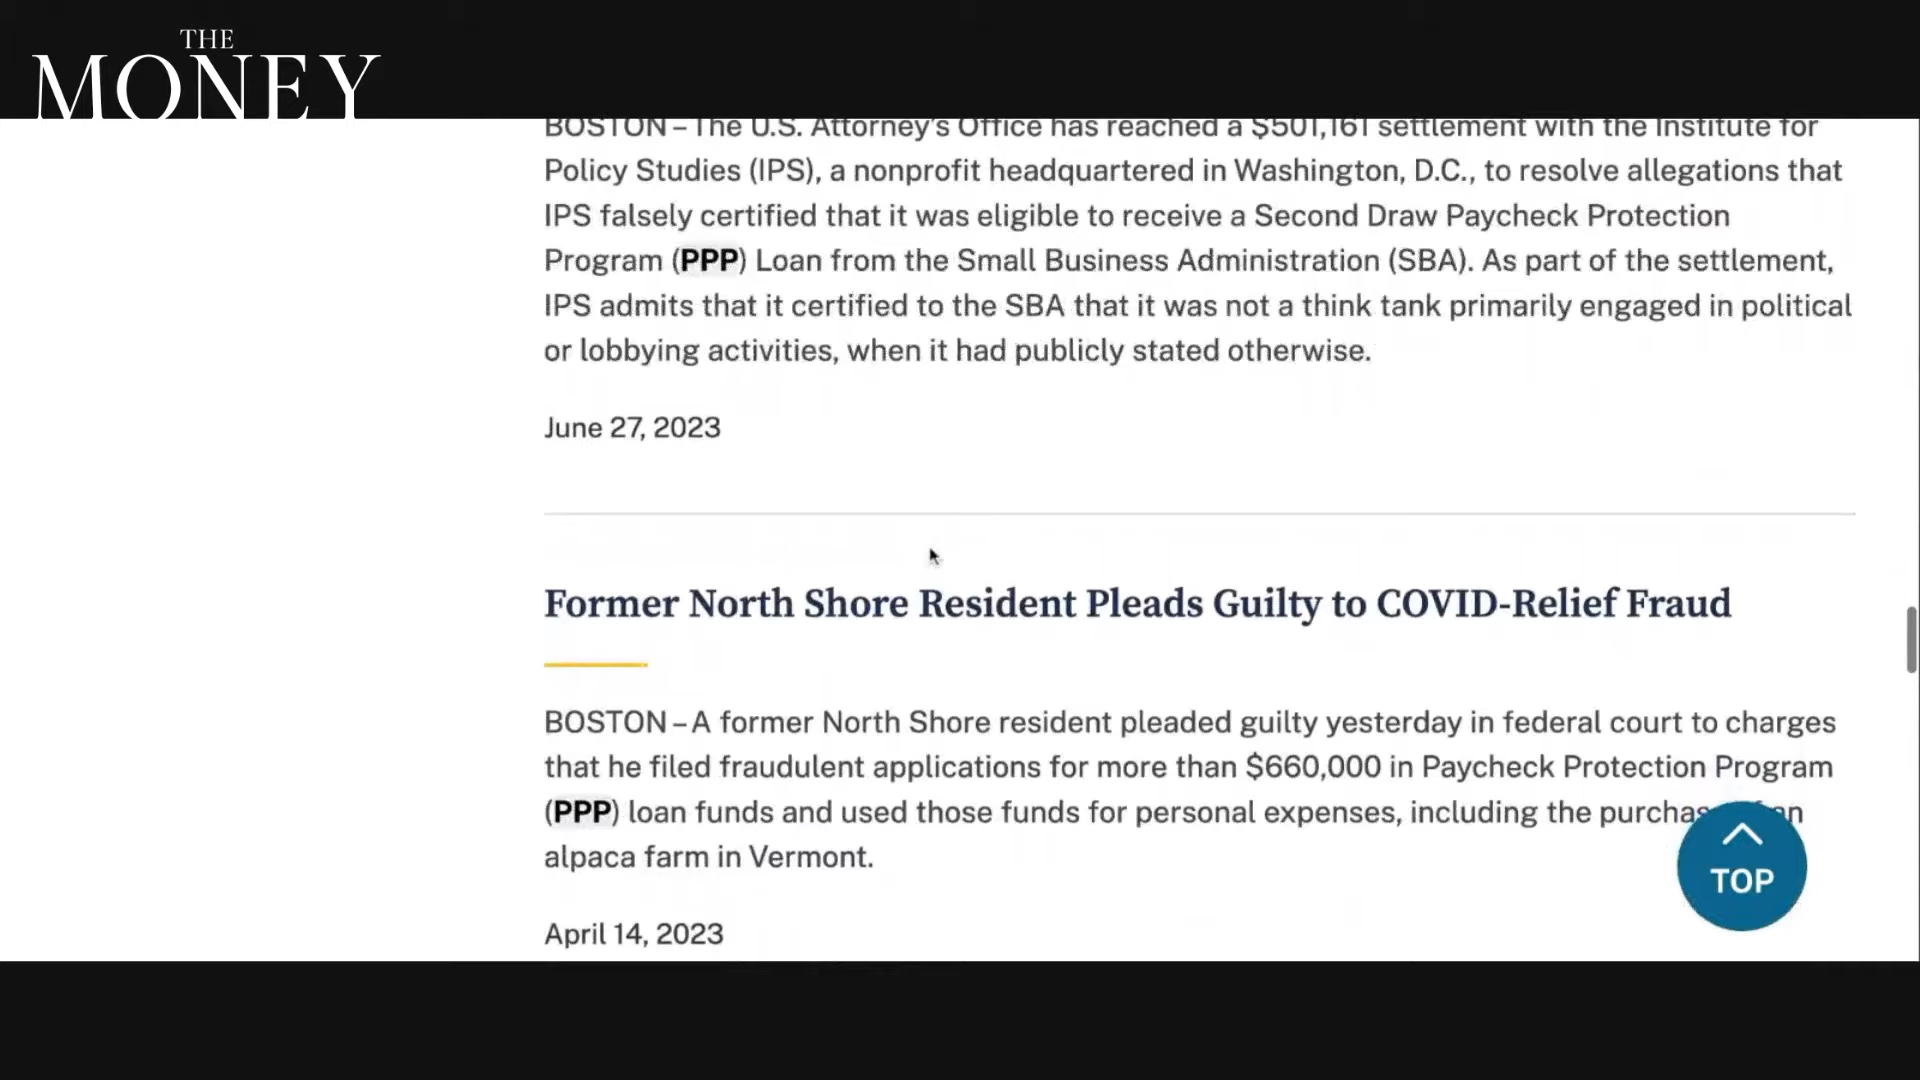 THE
MONEY
BOSTON – The U.S. Attorney's Office has reached a $501,161 settlement with the Institute for
Policy Studies (IPS), a nonprofit headquartered in Washington, D.C., to resolve allegations that
IPS falsely certified that it was eligible to receive a Second Draw Paycheck Protection
Program (PPP) Loan from the Small Business Administration (SBA). As part of the settlement,
IPS admits that it certified to the SBA that it was not a think tank primarily engaged in political
or lobbying activities, when it had publicly stated otherwise.
June 27, 2023
Former North Shore Resident Pleads Guilty to COVID-Relief Fraud
BOSTON – A former North Shore resident pleaded guilty yesterday in federal court to charges
that he filed fraudulent applications for more than $660,000 in Paycheck Protection Program
(PPP) loan funds and used those funds for personal expenses, including the
alpaca farm in Vermont.
TOP
April 14, 2023